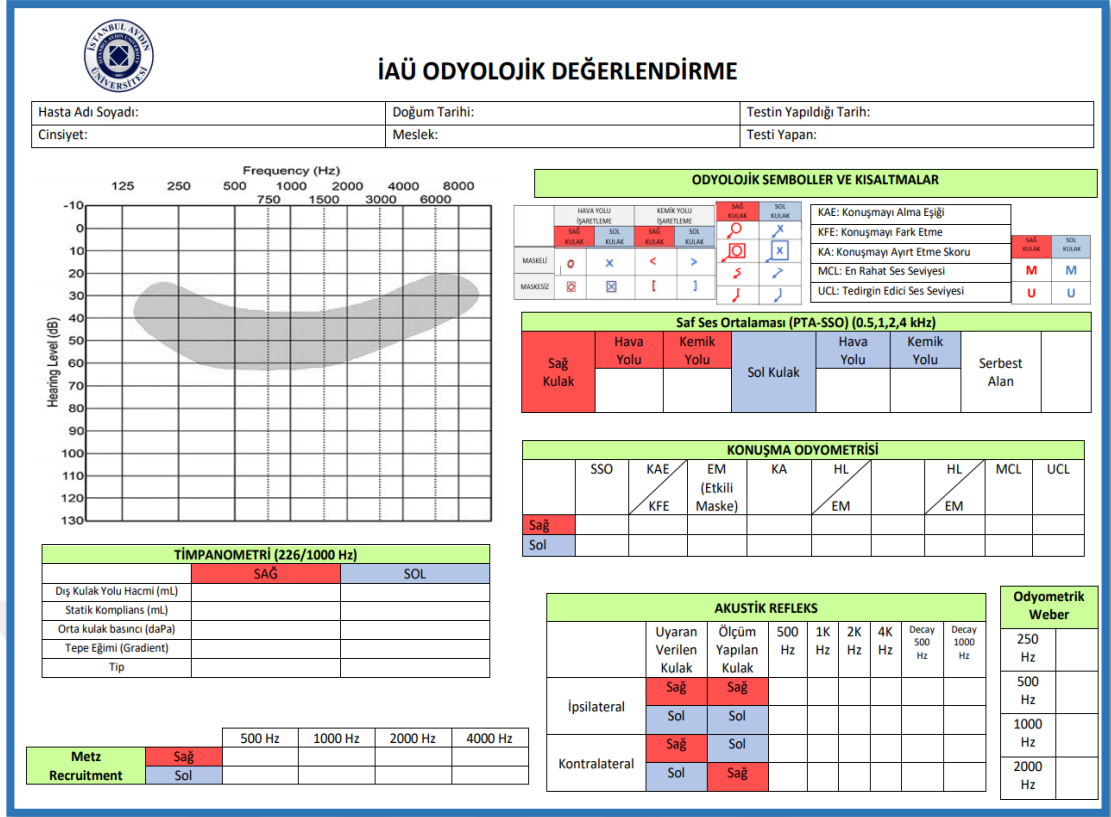 İSTANBUL AYDIN
ÜNİVERSİTESİ
İAÜ ODYOLOJİK DEĞERLENDİRME
Hasta Adı Soyadı: Doğum Tarihi: Testin Yapıldığı Tarih:
Cinsiyet: Meslek: Testi Yapan:
Frequency (Hz)
125 250 500 1000 2000 4000 8000
750 1500 3000 6000
Hearing Level (dB)
-10
0
10
20
30
40
50
60
70
80
90
100
110
120
130
ODYOLOJİK SEMBOLLER VE KISALTMALAR
HAVA YOLU İŞARETLEME KEMİK YOLU İŞARETLEME
SAĞ KULAK SOL KULAK SAĞ KULAK SOL KULAK
MASKELİ O X < >
MASKESİZ O X [ ]
SAĞ KULAK SOL KULAK
KAE: Konuşmayı Alma Eşiği
KFE: Konuşmayı Fark Etme
KA: Konuşmayı Ayırt Etme Skoru
MCL: En Rahat Ses Seviyesi
UCL: Tedirgin Edici Ses Seviyesi
SAĞ KULAK SOL KULAK
M M
U U
Saf Ses Ortalaması (PTA-SSO) (0.5,1,2,4 kHz)
Sağ Kulak Hava Yolu Kemik Yolu Sol Kulak Hava Yolu Kemik Yolu Serbest Alan
KONUŞMA ODYOMETRİSİ
SSO KAE KFE EM (Etkili Maske) KA HL EM HL EM MCL UCL
Sağ
Sol
TİMPANOMETRİ (226/1000 Hz)
SAĞ SOL
Dış Kulak Yolu Hacmi (mL)
Statik Komplians (mL)
Orta kulak basıncı (daPa)
Tepe Eğimi (Gradient)
Tip
AKUSTİK REFLEKS
Uyaran Verilen Kulak Ölçüm Yapılan Kulak 500 Hz 1K Hz 2K Hz 4K Hz Decay 500 Hz Decay 1000 Hz
İpsilateral
Sağ Sağ
Sol Sol
Kontralateral
Sağ Sol
Sol Sağ
Odyometrik Weber
250 Hz
500 Hz
1000 Hz
2000 Hz
500 Hz 1000 Hz 2000 Hz 4000 Hz
Metz Recruitment
Sağ
Sol